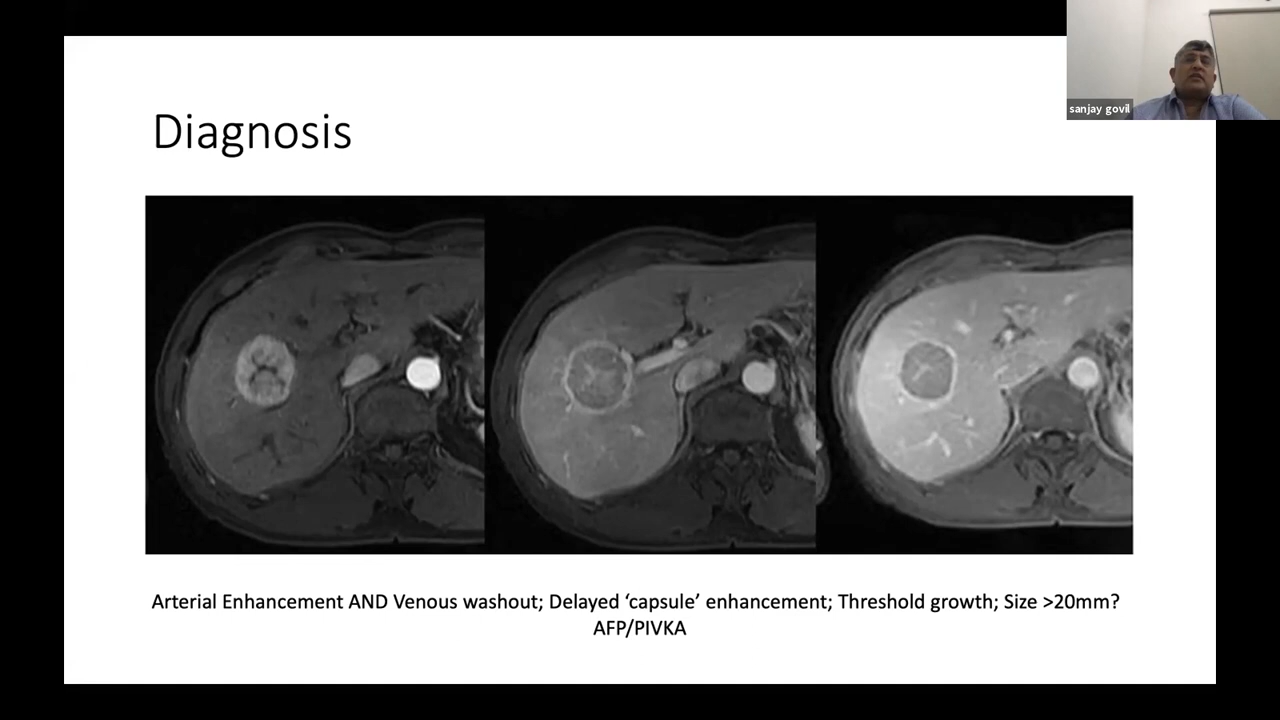 sanjay govil
Diagnosis
Arterial Enhancement AND Venous washout; Delayed ‘capsule’ enhancement; Threshold growth; Size >20mm?
AFP/PIVKA